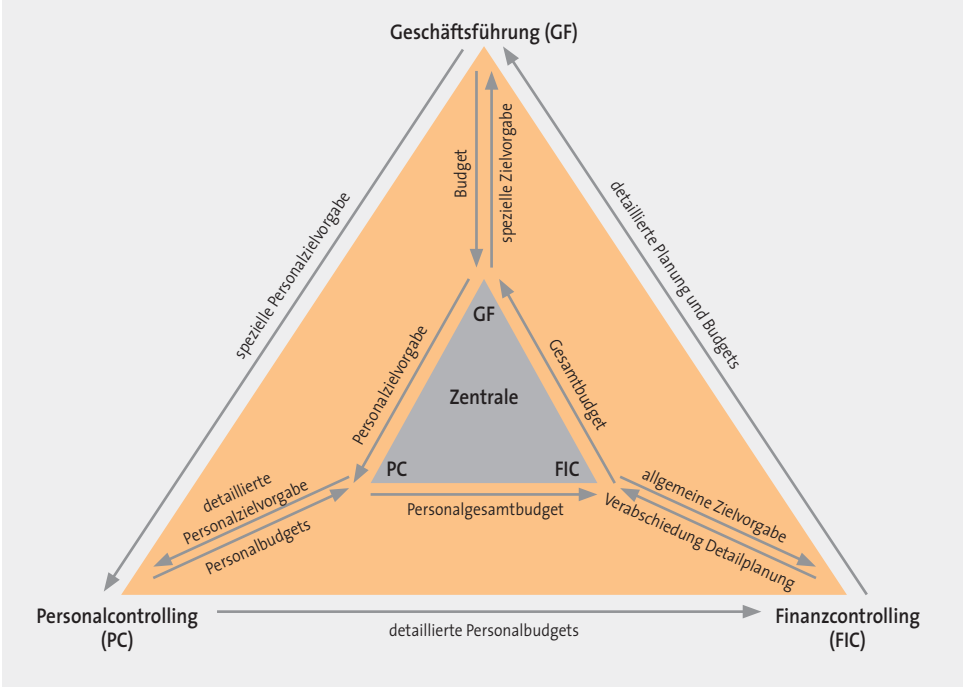 Geschäftsführung (GF)
Budget
spezielle Zielvorgabe
spezielle Personalzielvorgabe
detaillierte Planung und Budgets
GF
Personalzielvorgabe
Gesamtbudget
Zentrale
PC
FIC
detaillierte
Personalzielvorgabe
Personalbudgets
Personalgesamtbudget
allgemeine Zielvorgabe
Verabschiedung Detailplanung
Personalcontrolling
(PC)
detaillierte Personalbudgets
Finanzcontrolling
(FIC)